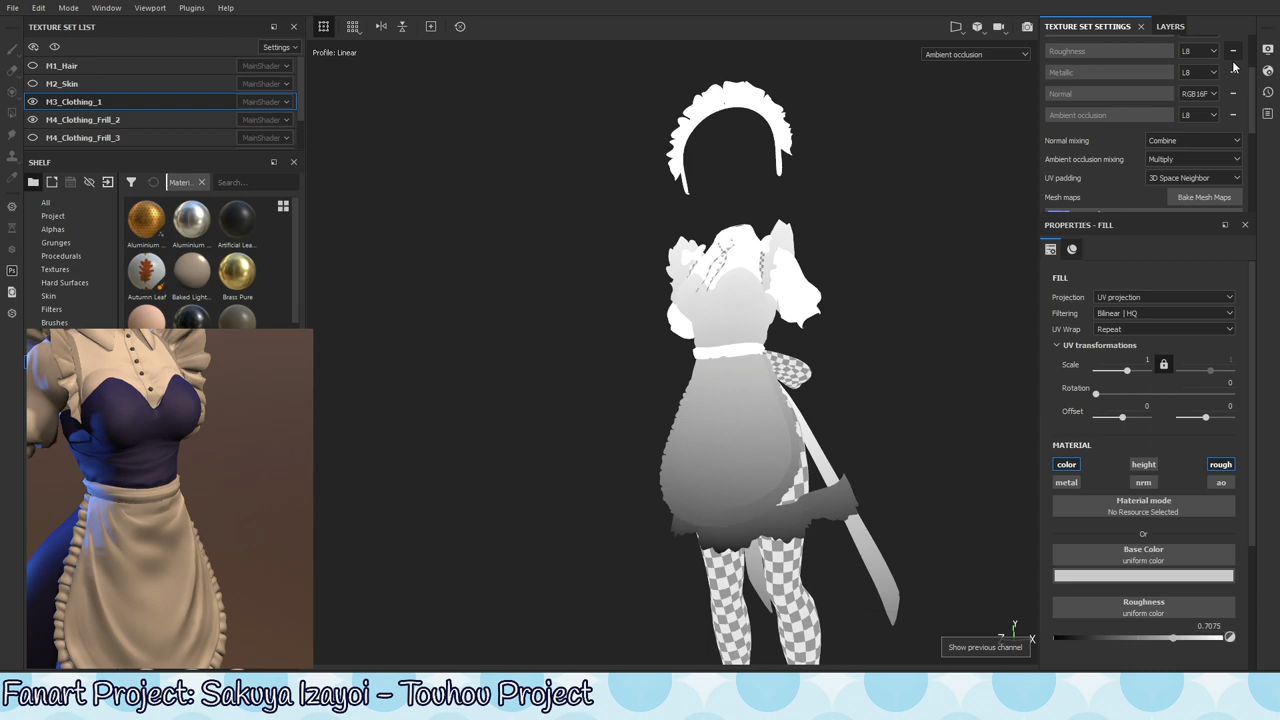 File Edit Mode Window Viewport Plugins Help
TEXTURE SET LIST
Settings
M1_Hair MainShader
M2_Skin MainShader
M3_Clothing_1 MainShader
M4_Clothing_Frill_2 MainShader
M4_Clothing_Frill_3 MainShader
SHELF
Materi... Search...
All
Project
Alphas
Grunges
Procedurals
Textures
Hard Surfaces
Skin
Filters
Brushes
Aluminium ... Aluminium ... Artificial Lea...
Autumn Leaf Baked Light... Brass Pure
Profile: Linear
Ambient occlusion
Y
Z X
Show previous channel
TEXTURE SET SETTINGS LAYERS
Roughness L8
Metallic L8
Normal RGB16F
Ambient occlusion L8
Normal mixing Combine
Ambient occlusion mixing Multiply
UV padding 3D Space Neighbor
Mesh maps Bake Mesh Maps
PROPERTIES - FILL
FILL
Projection UV projection
Filtering Bilinear | HQ
UV Wrap Repeat
UV transformations
Scale 1 1
Rotation 0
Offset 0 0
MATERIAL
color height rough
metal nrm ao
Material mode
No Resource Selected
Or
Base Color
uniform color
Roughness
uniform color
0.7075
Fanart Project: Sakuya Izayoi - Touhou Project